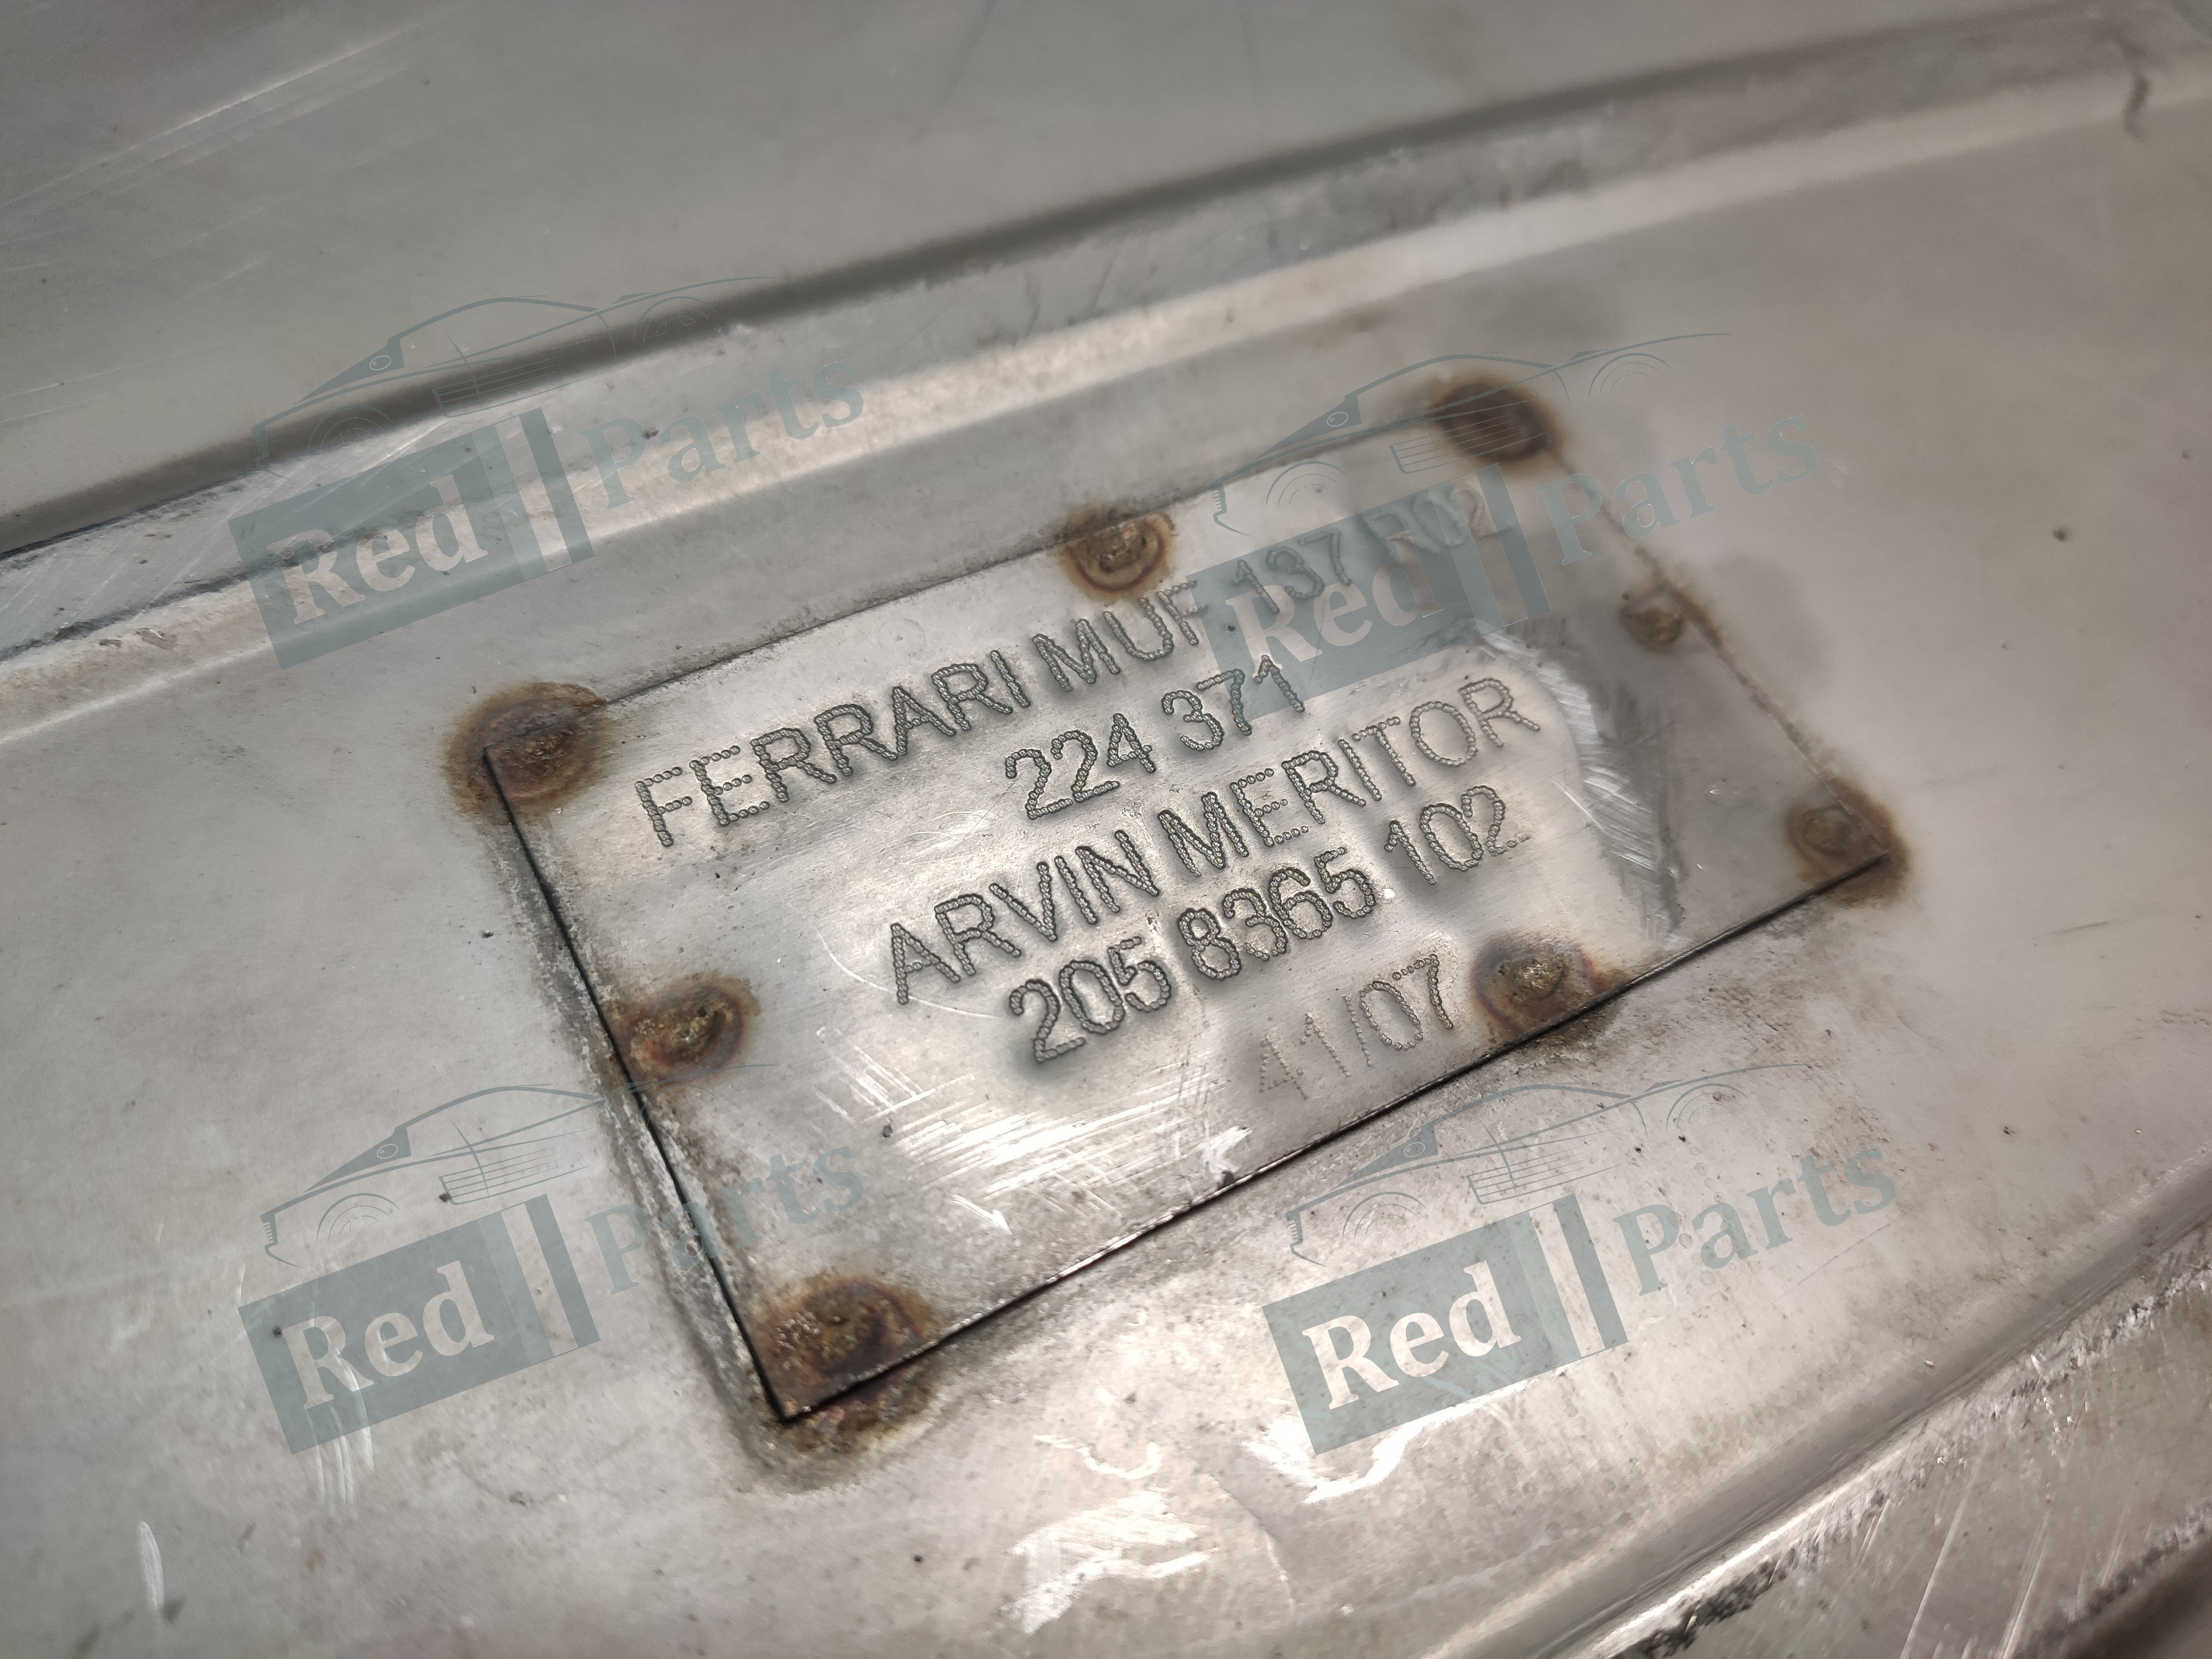 FERRARI MUF 137 R02
224 371
ARVIN MERITOR
205 8365 102
41/07
Red Parts
Red Parts
Red Parts
Red Parts